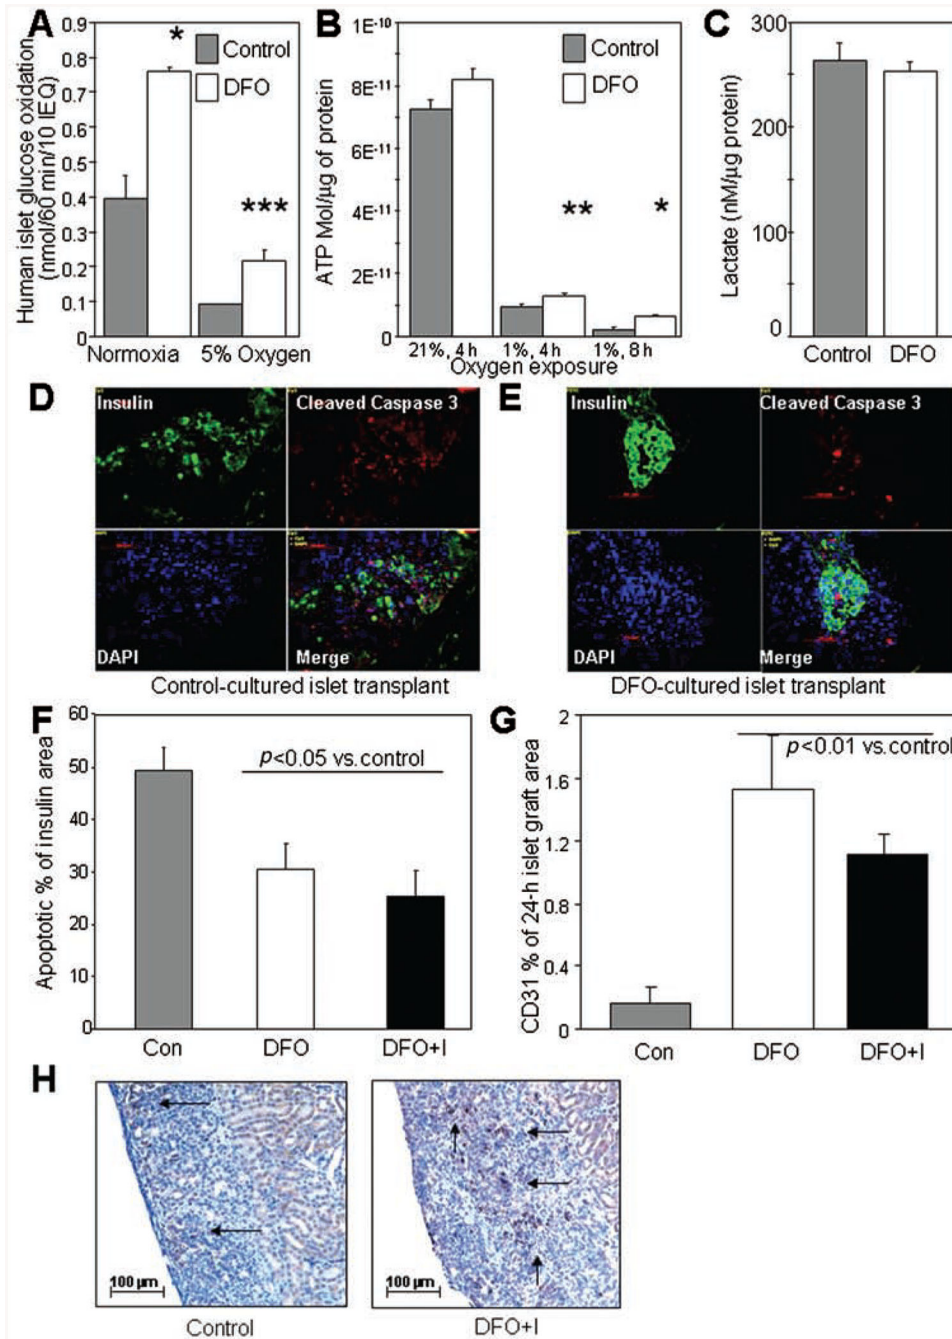 A
Human islet glucose oxidation
(nmol/60 min/10 IEQ)
0.9
0.8
0.7
0.6
0.5
0.4
0.3
0.2
0.1
0
*
Control
DFO
***
Normoxia
5% Oxygen
B
ATP Mol/µg of protein
1E-10
8E-11
6E-11
4E-11
2E-11
0
Control
DFO
**
*
21%, 4 h
1%, 4 h
1%, 8 h
Oxygen exposure
C
Lactate (nM/µg protein)
300
200
100
0
Control
DFO
D
Insulin
Cleaved Caspase 3
DAPI
Merge
Control-cultured islet transplant
E
Insulin
Cleaved Caspase 3
DAPI
Merge
DFO-cultured islet transplant
F
Apoptotic % of insulin area
60
50
40
30
20
10
0
p<0.05 vs.control
Con
DFO
DFO+I
G
CD31 % of 24-h islet graft area
2
1.6
1.2
0.8
0.4
0
p<0.01 vs.control
Con
DFO
DFO+I
H
100 µm
Control
100 µm
DFO+I